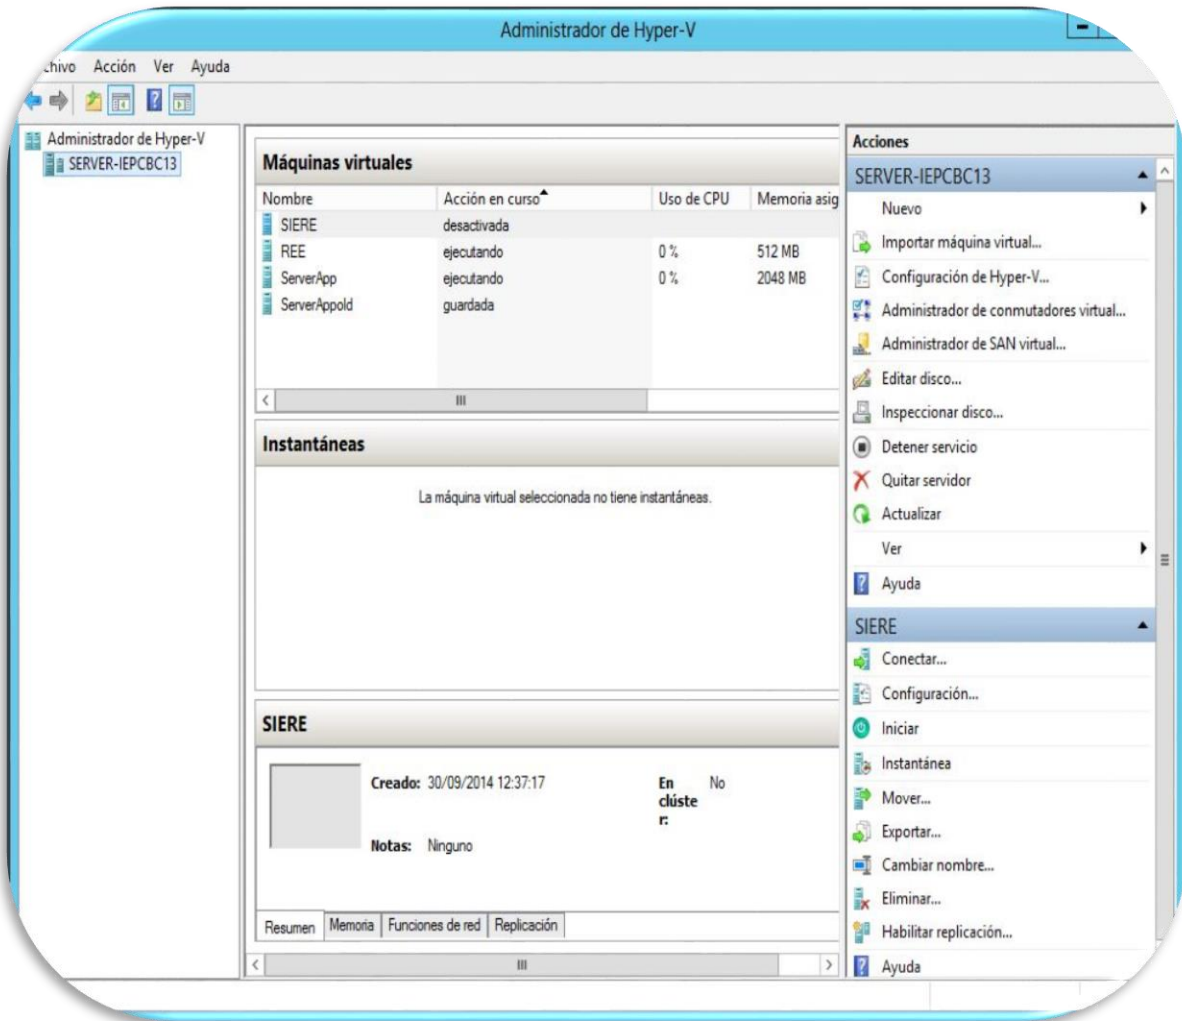 Administrador de Hyper-V
chivo Acción Ver Ayuda
Administrador de Hyper-V
SERVER-IEPCBC13
Máquinas virtuales
Nombre Acción en curso Uso de CPU Memoria asig
SIERE desactivada
REE ejecutando 0 % 512 MB
ServerApp ejecutando 0 % 2048 MB
ServerAppold guardada
Instantáneas
La máquina virtual seleccionada no tiene instantáneas.
SIERE
Creado: 30/09/2014 12:37:17
En clúste r: No
Notas: Ninguno
Resumen Memoria Funciones de red Replicación
Acciones
SERVER-IEPCBC13
Nuevo
Importar máquina virtual...
Configuración de Hyper-V...
Administrador de conmutadores virtual...
Administrador de SAN virtual...
Editar disco...
Inspeccionar disco...
Detener servicio
Quitar servidor
Actualizar
Ver
Ayuda
SIERE
Conectar...
Configuración...
Iniciar
Instantánea
Mover...
Exportar...
Cambiar nombre...
Eliminar...
Habilitar replicación...
Ayuda